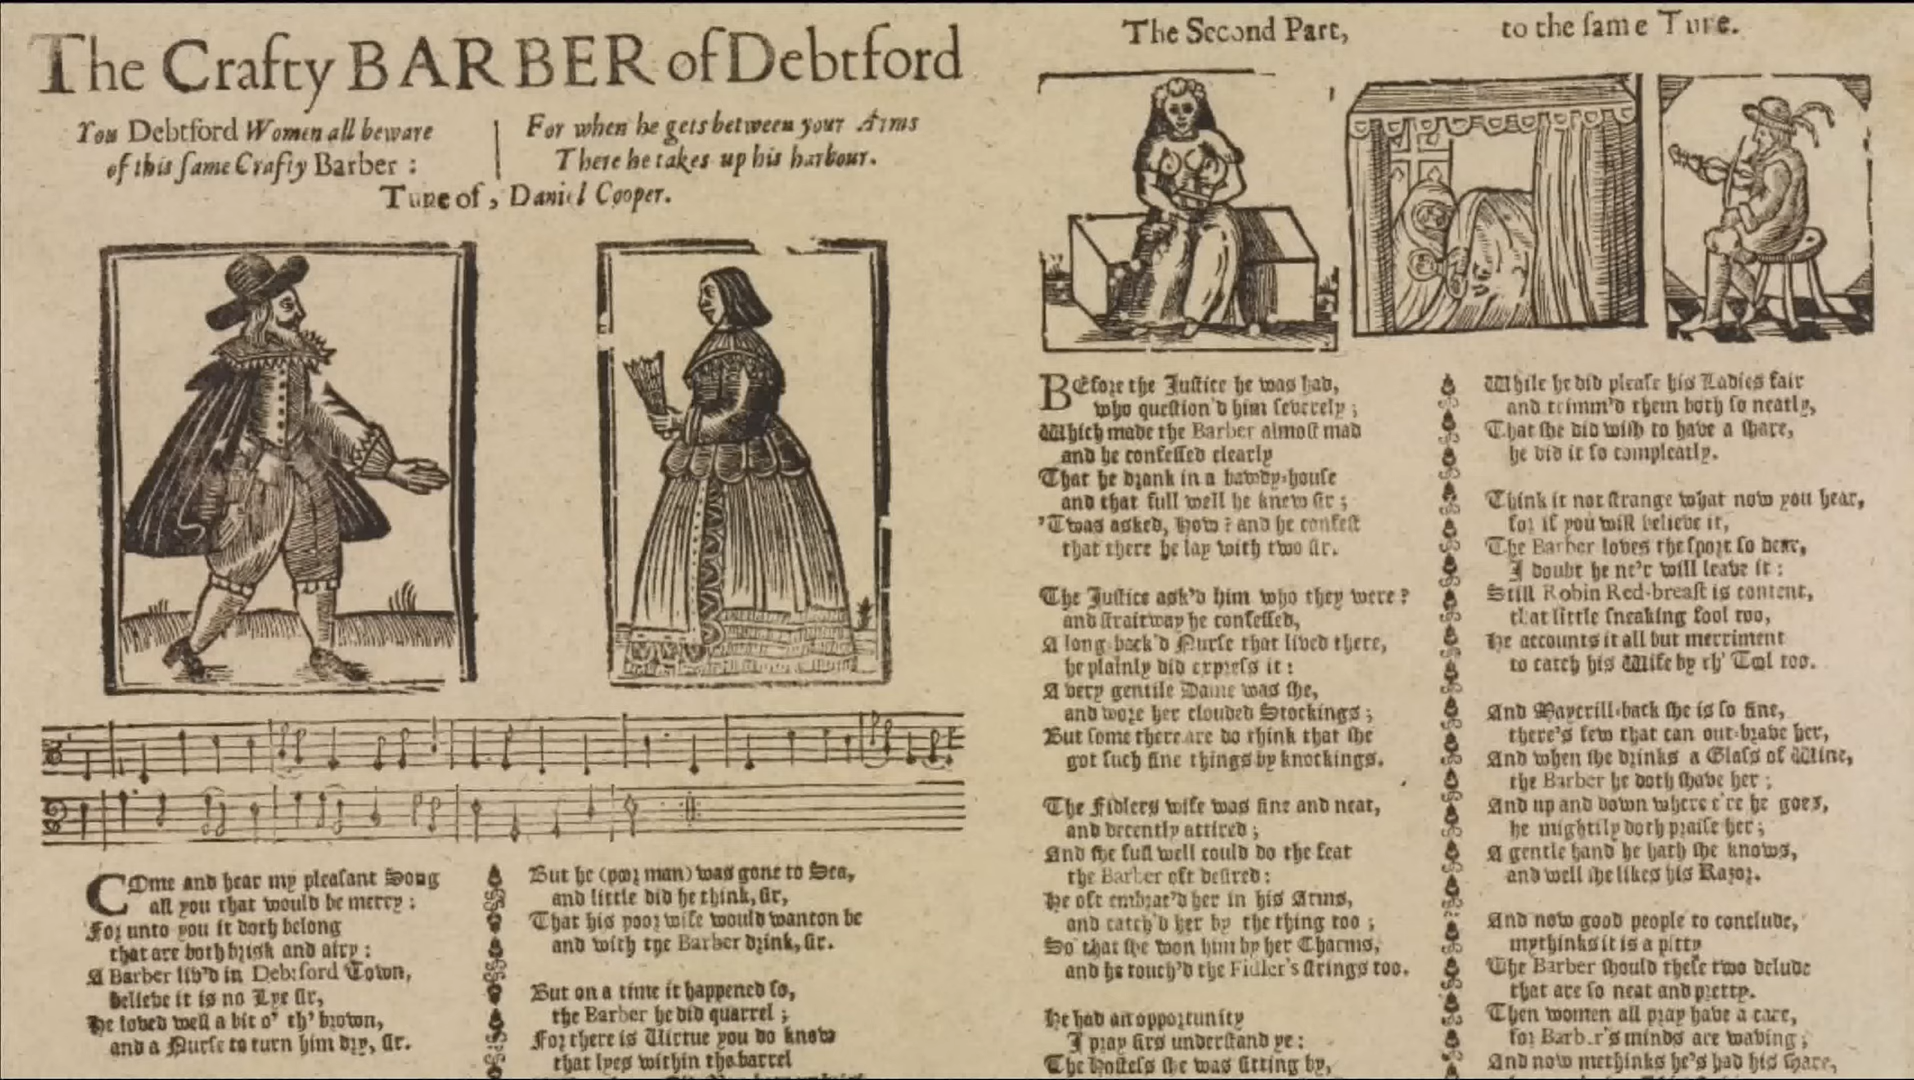 The Crafty BARBER of Debtford
You Debtford Women all beware
of this ſame Crafty Barber :
For when he gets between your Arms
There he takes up his harbour.
Tune of, Daniel Cooper.
COme and hear my pleaſant Song
all you that would be merry :
For unto you it doth belong
that are both brisk and airy :
A Barber liv'd in Debtford Town,
believe it is no Lye ſir,
He loved well a bit o' th' brown,
and a Nurſe to turn him dry, ſir.
But he (poor man) was gone to Sea,
and little did he think, ſir,
That his poor wife would wanton be
and with the Barber drink, ſir.
But on a time it happened ſo,
the Barber he did quarrel ;
For there is Virtue you do know
that lyes within the barrel
The Second Part,
to the ſame Tune.
BEfore the Juſtice he was had,
who queſtion'd him ſeverely ;
Which made the Barber almoſt mad
and he confeſſed clearly
That he drank in a bawdy-houſe
and that full well he knew ſir ;
'Twas asked, How ? and he confeſt
that there he lay with two ſir.
The Juſtice ask'd him who they were ?
and ſtraitway he confeſſed,
A long-back'd Nurſe that lived there,
he plainly did expreſs it :
A very gentile Dame was ſhe,
and wore her clouded Stockings ;
But ſome there are do think that ſhe
got ſuch fine things by knockings.
The Fidlers wife was fine and neat,
and decently attired ;
And ſhe full well could do the feat
the Barber oft deſired :
He oft embrac'd her in his Arms,
and catch'd her by the thing too ;
So that ſhe won him by her Charms,
and he touch'd the Fidler's ſtrings too.
He had an opportunity
I pray ſirs underſtand ye :
The Hoſteſs ſhe was ſitting by,
While he did pleaſe his Ladies fair
and trimm'd them both ſo neatly,
That ſhe did wiſh to have a ſhare,
he did it ſo compleatly.
Think it not ſtrange what now you hear,
for if you will believe it,
The Barber loves the ſport ſo dear,
I doubt he ne'r will leave it :
Still Robin Red-breaſt is content,
that little ſneaking fool too,
He accounts it all but merriment
to catch his Wife by th' Tool too.
And Mayerill-back ſhe is ſo fine,
there's few that can out-brave her,
And when ſhe drinks a Glaſs of Wine,
the Barber he doth ſhave her ;
And up and down where e're he goes,
he mightily doth praiſe her ;
A gentle hand he hath ſhe knows,
and well ſhe likes his Razor.
And now good people to conclude,
mythinks it is a pitty
The Barber ſhould theſe two delude
that are ſo neat and pretty.
Then women all pray have a care,
for Barber's minds are waving ;
And now methinks he's had his ſhare,